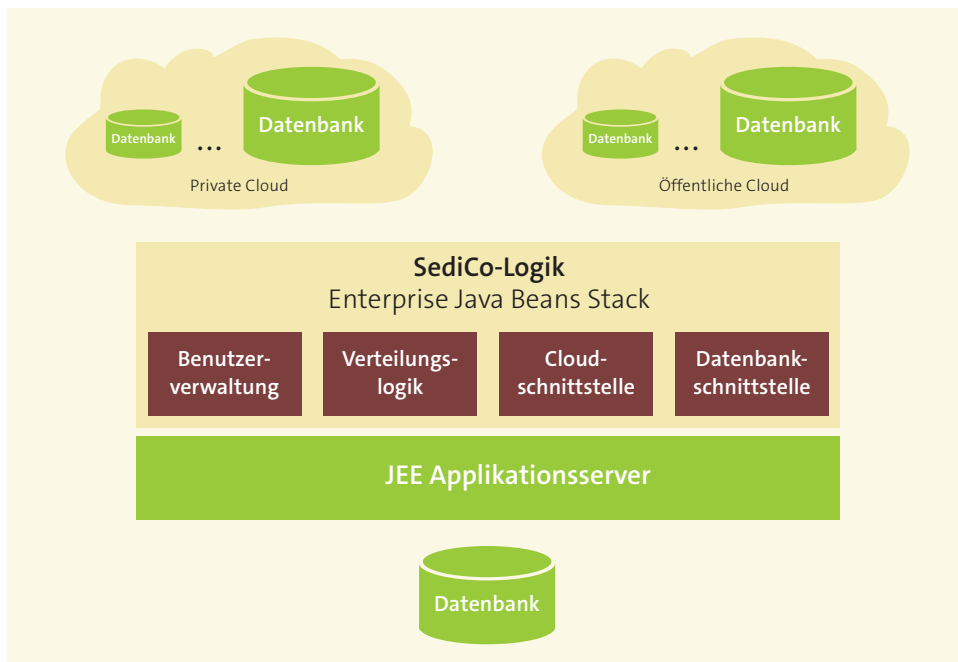 Datenbank
...
Datenbank
Private Cloud
Datenbank
...
Datenbank
Öffentliche Cloud
SediCo-Logik
Enterprise Java Beans Stack
Benutzer-
verwaltung
Verteilungs-
logik
Cloud-
schnittstelle
Datenbank-
schnittstelle
JEE Applikationsserver
Datenbank